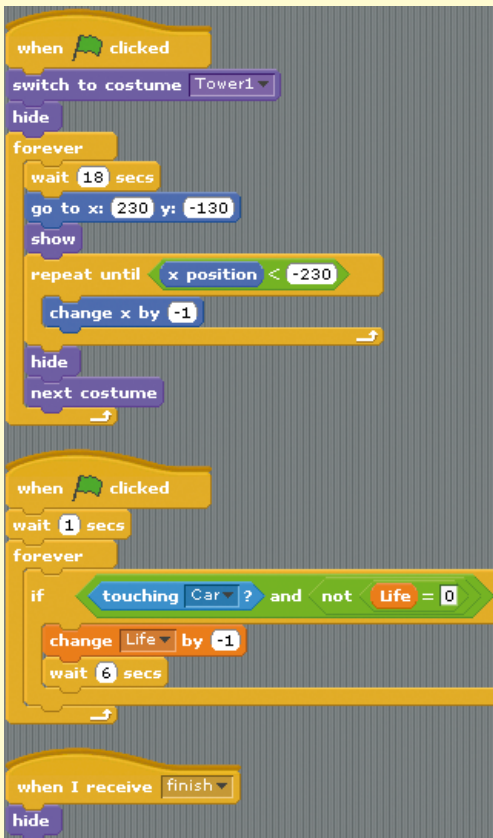 when clicked
switch to costume Tower1
hide
forever
wait 18 secs
go to x: 230 y: -130
show
repeat until x position < -230
change x by -1
hide
next costume
when clicked
wait 1 secs
forever
if touching Car ? and not Life = 0
change Life by -1
wait 6 secs
when I receive finish
hide